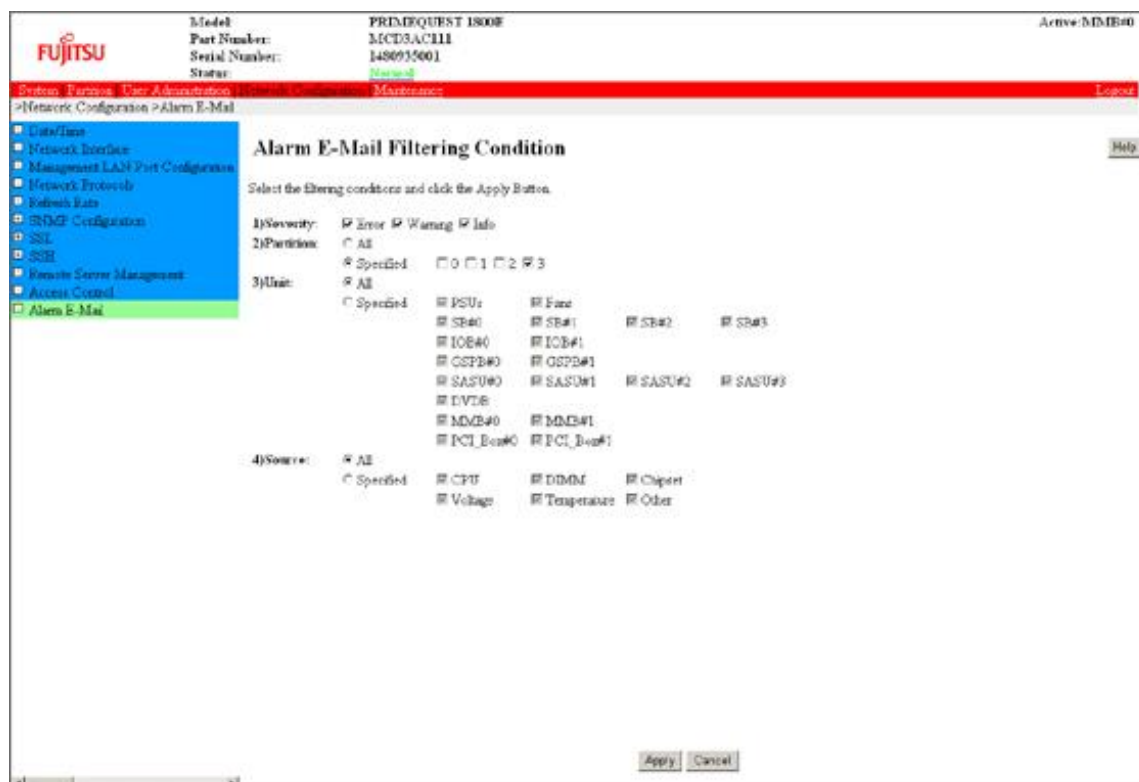 FUJITSU
Model: PRIMEQUEST 1800E Active:MMB#0
Part Number: MCD3AC111
Serial Number: 1480935001
Status: Normal
System Partition User Administration Network Configuration Maintenance Logout
>Network Configuration >Alarm E-Mail
Date/Time
Network Interface
Management LAN Port Configuration
Network Protocols
Refresh Rate
SNMP Configuration
SSL
SSH
Remote Server Management
Access Control
Alarm E-Mail
Alarm E-Mail Filtering Condition
Help
Select the filtering conditions and click the Apply Button.
1)Severity: Error Warning Info
2)Partition: All
Specified 0 1 2 3
3)Unit: All
Specified PSUs Fans
SB#0 SB#1 SB#2 SB#3
IOB#0 IOB#1
GSPB#0 GSPB#1
SASU#0 SASU#1 SASU#2 SASU#3
DVDB
MMB#0 MMB#1
PCI_Box#0 PCI_Box#1
4)Source: All
Specified CPU DIMM Chipset
Voltage Temperature Other
Apply Cancel